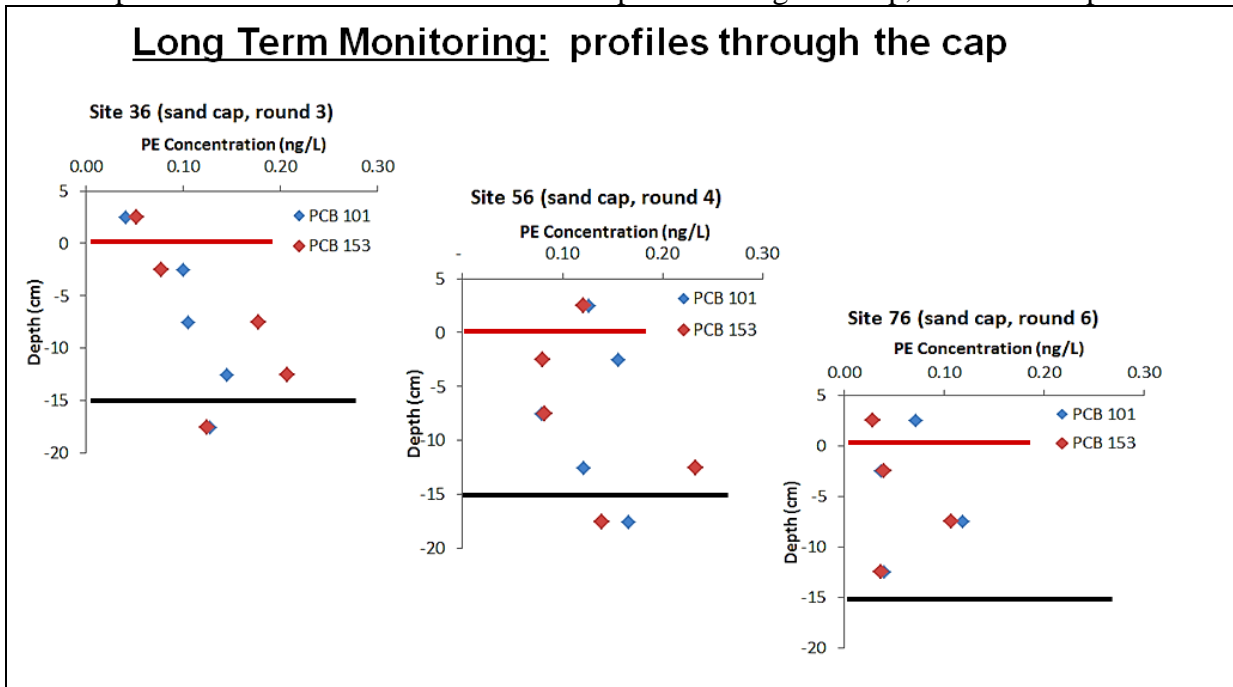 Long Term Monitoring: profiles through the cap
Site 36 (sand cap, round 3)
PE Concentration (ng/L)
0.00 0.10 0.20 0.30
5
0
-5
-10
-15
-20
Depth (cm)
PCB 101
PCB 153
Site 56 (sand cap, round 4)
PE Concentration (ng/L)
- 0.10 0.20 0.30
5
0
-5
-10
-15
-20
Depth (cm)
PCB 101
PCB 153
Site 76 (sand cap, round 6)
PE Concentration (ng/L)
0.00 0.10 0.20 0.30
5
0
-5
-10
-15
-20
Depth (cm)
PCB 101
PCB 153